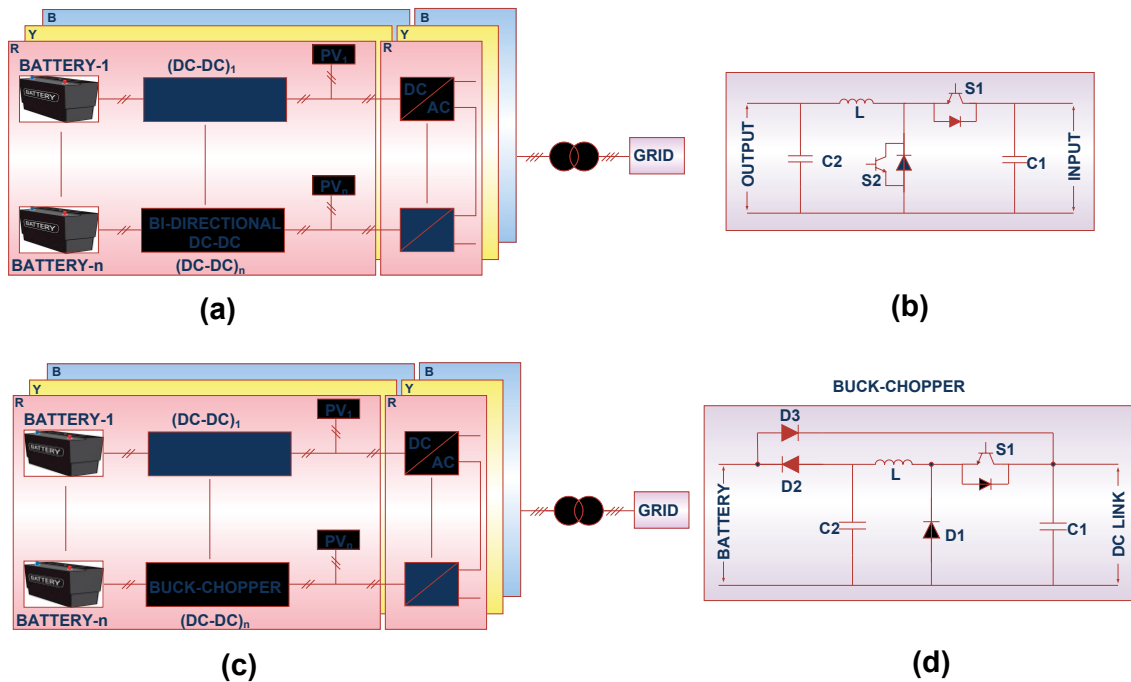 B
B
Y
Y
R
R
BATTERY-1
(DC-DC)₁
PV₁
BATTERY
DC
AC
GRID
PVₙ
BATTERY
BI-DIRECTIONAL
DC-DC
BATTERY-n
(DC-DC)ₙ
(a)
S1
L
OUTPUT
C2
S2
C1
INPUT
(b)
B
B
Y
Y
R
R
BATTERY-1
(DC-DC)₁
PV₁
BATTERY
DC
AC
GRID
PVₙ
BATTERY
BUCK-CHOPPER
BATTERY-n
(DC-DC)ₙ
(c)
BUCK-CHOPPER
D3
S1
D2
L
BATTERY
C2
D1
C1
DC LINK
(d)